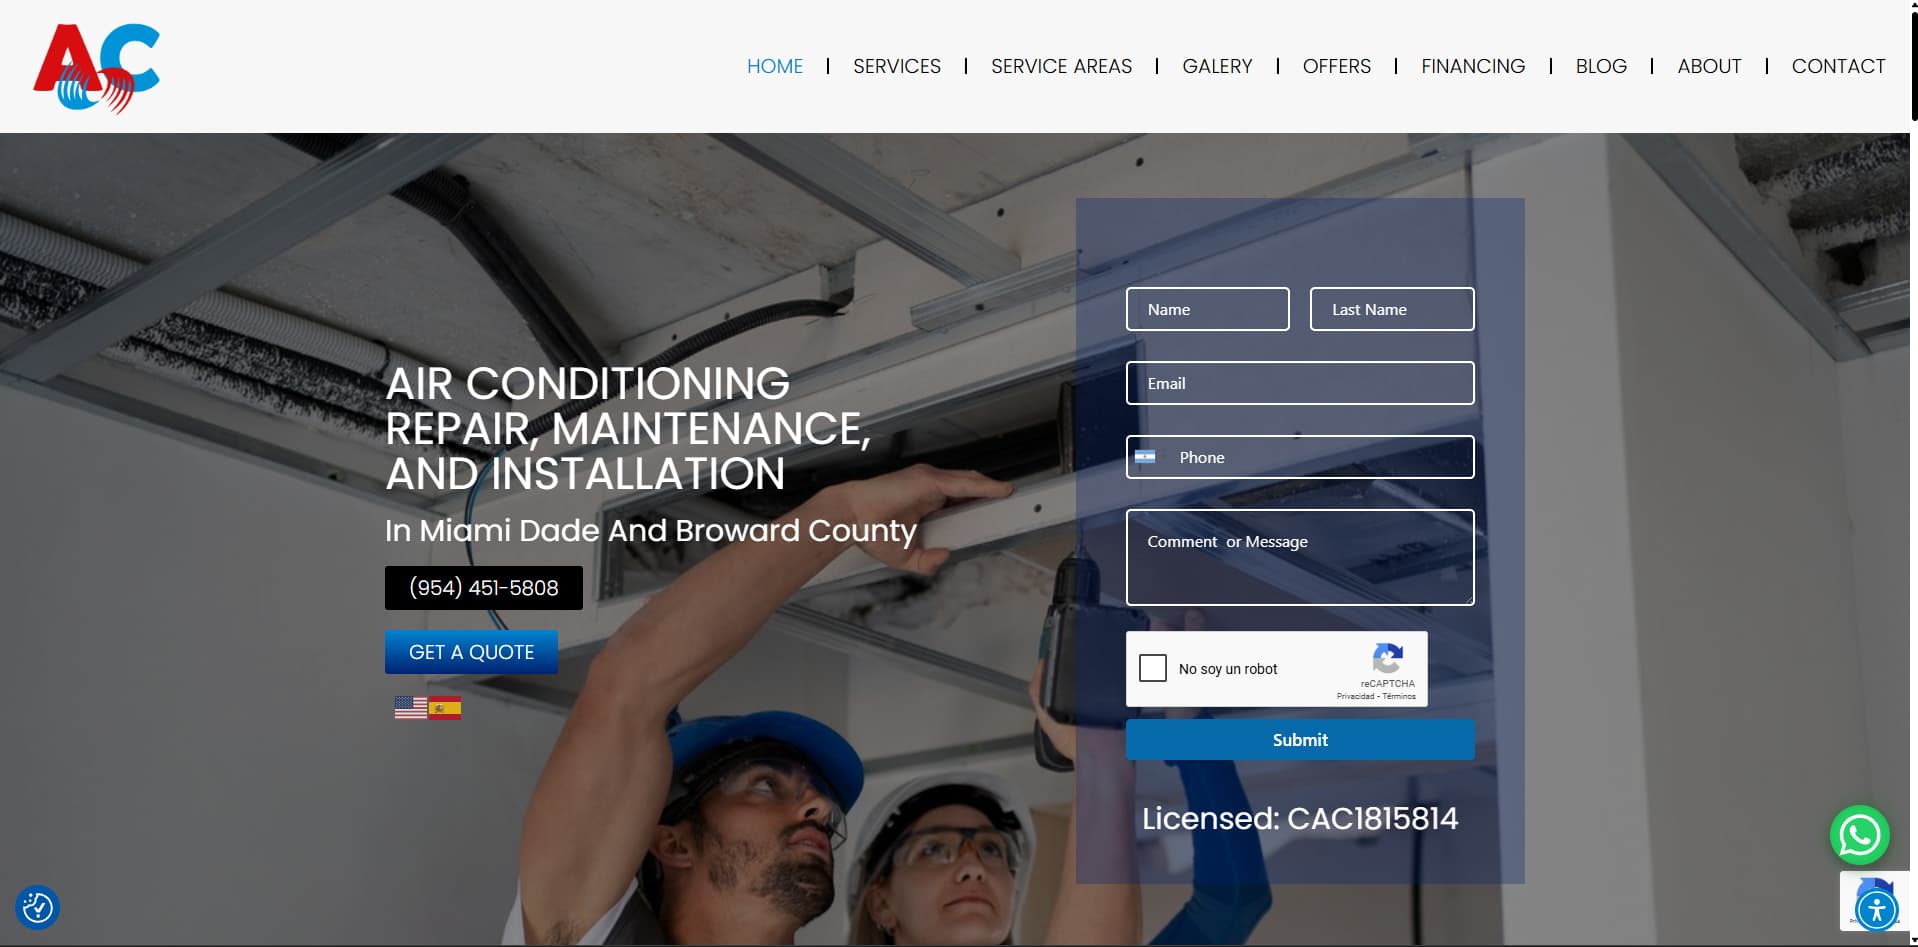 AC
HOME
SERVICES
SERVICE AREAS
GALERY
OFFERS
FINANCING
BLOG
ABOUT
CONTACT
AIR CONDITIONING
REPAIR, MAINTENANCE,
AND INSTALLATION
In Miami Dade And Broward County
(954) 451-5808
GET A QUOTE
Name
Last Name
Email
Phone
Comment or Message
No soy un robot
reCAPTCHA
Privacidad - Términos
Submit
Licensed: CAC1815814